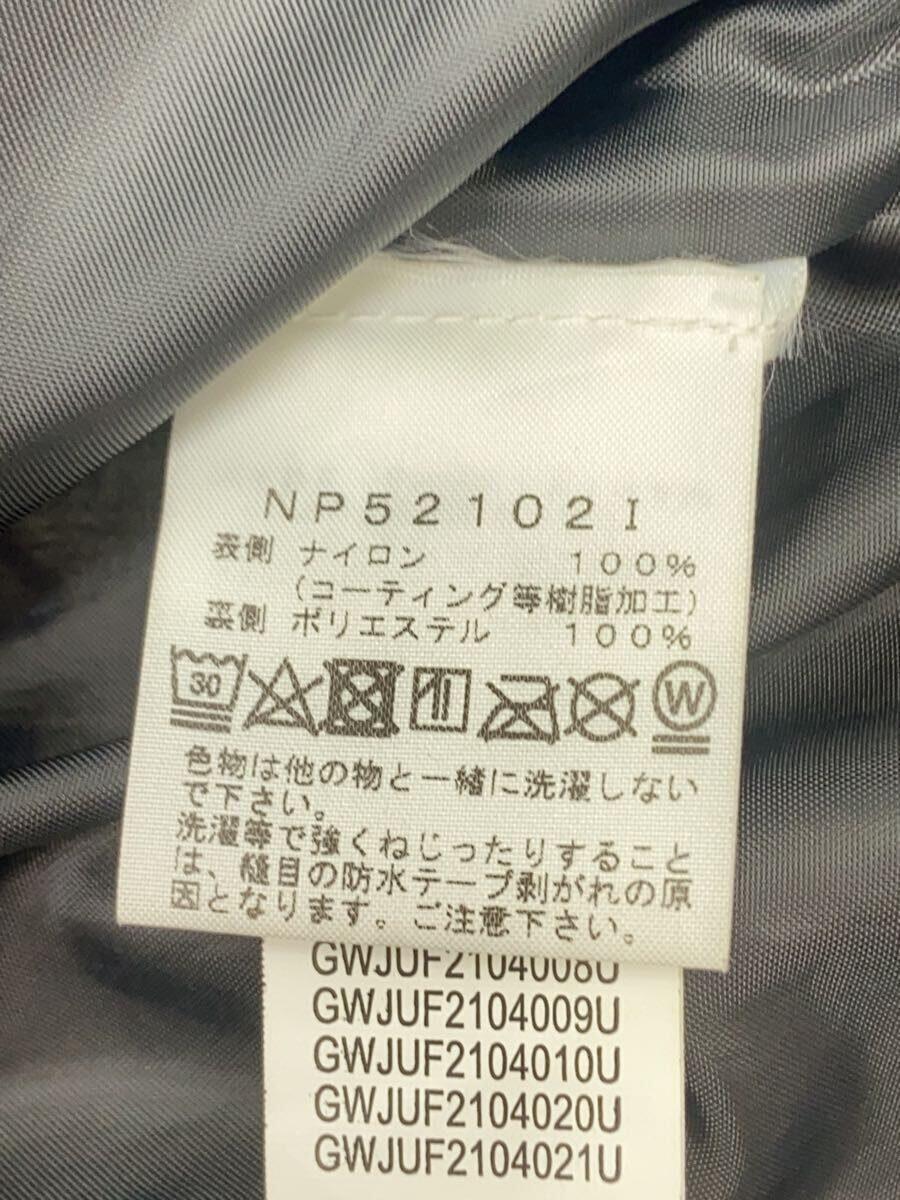 NP52102I
表側 ナイロン 100%
(コーティング等樹脂加工)
裏側 ポリエステル 100%
30 W
色物は他の物と一緒に洗濯しない
で下さい。
洗濯等で強くねじったりすること
は、縫目の防水テープ剥がれの原
因となります。ご注意下さい。
GWJUF2104008U
GWJUF2104009U
GWJUF2104010U
GWJUF2104020U
GWJUF2104021U